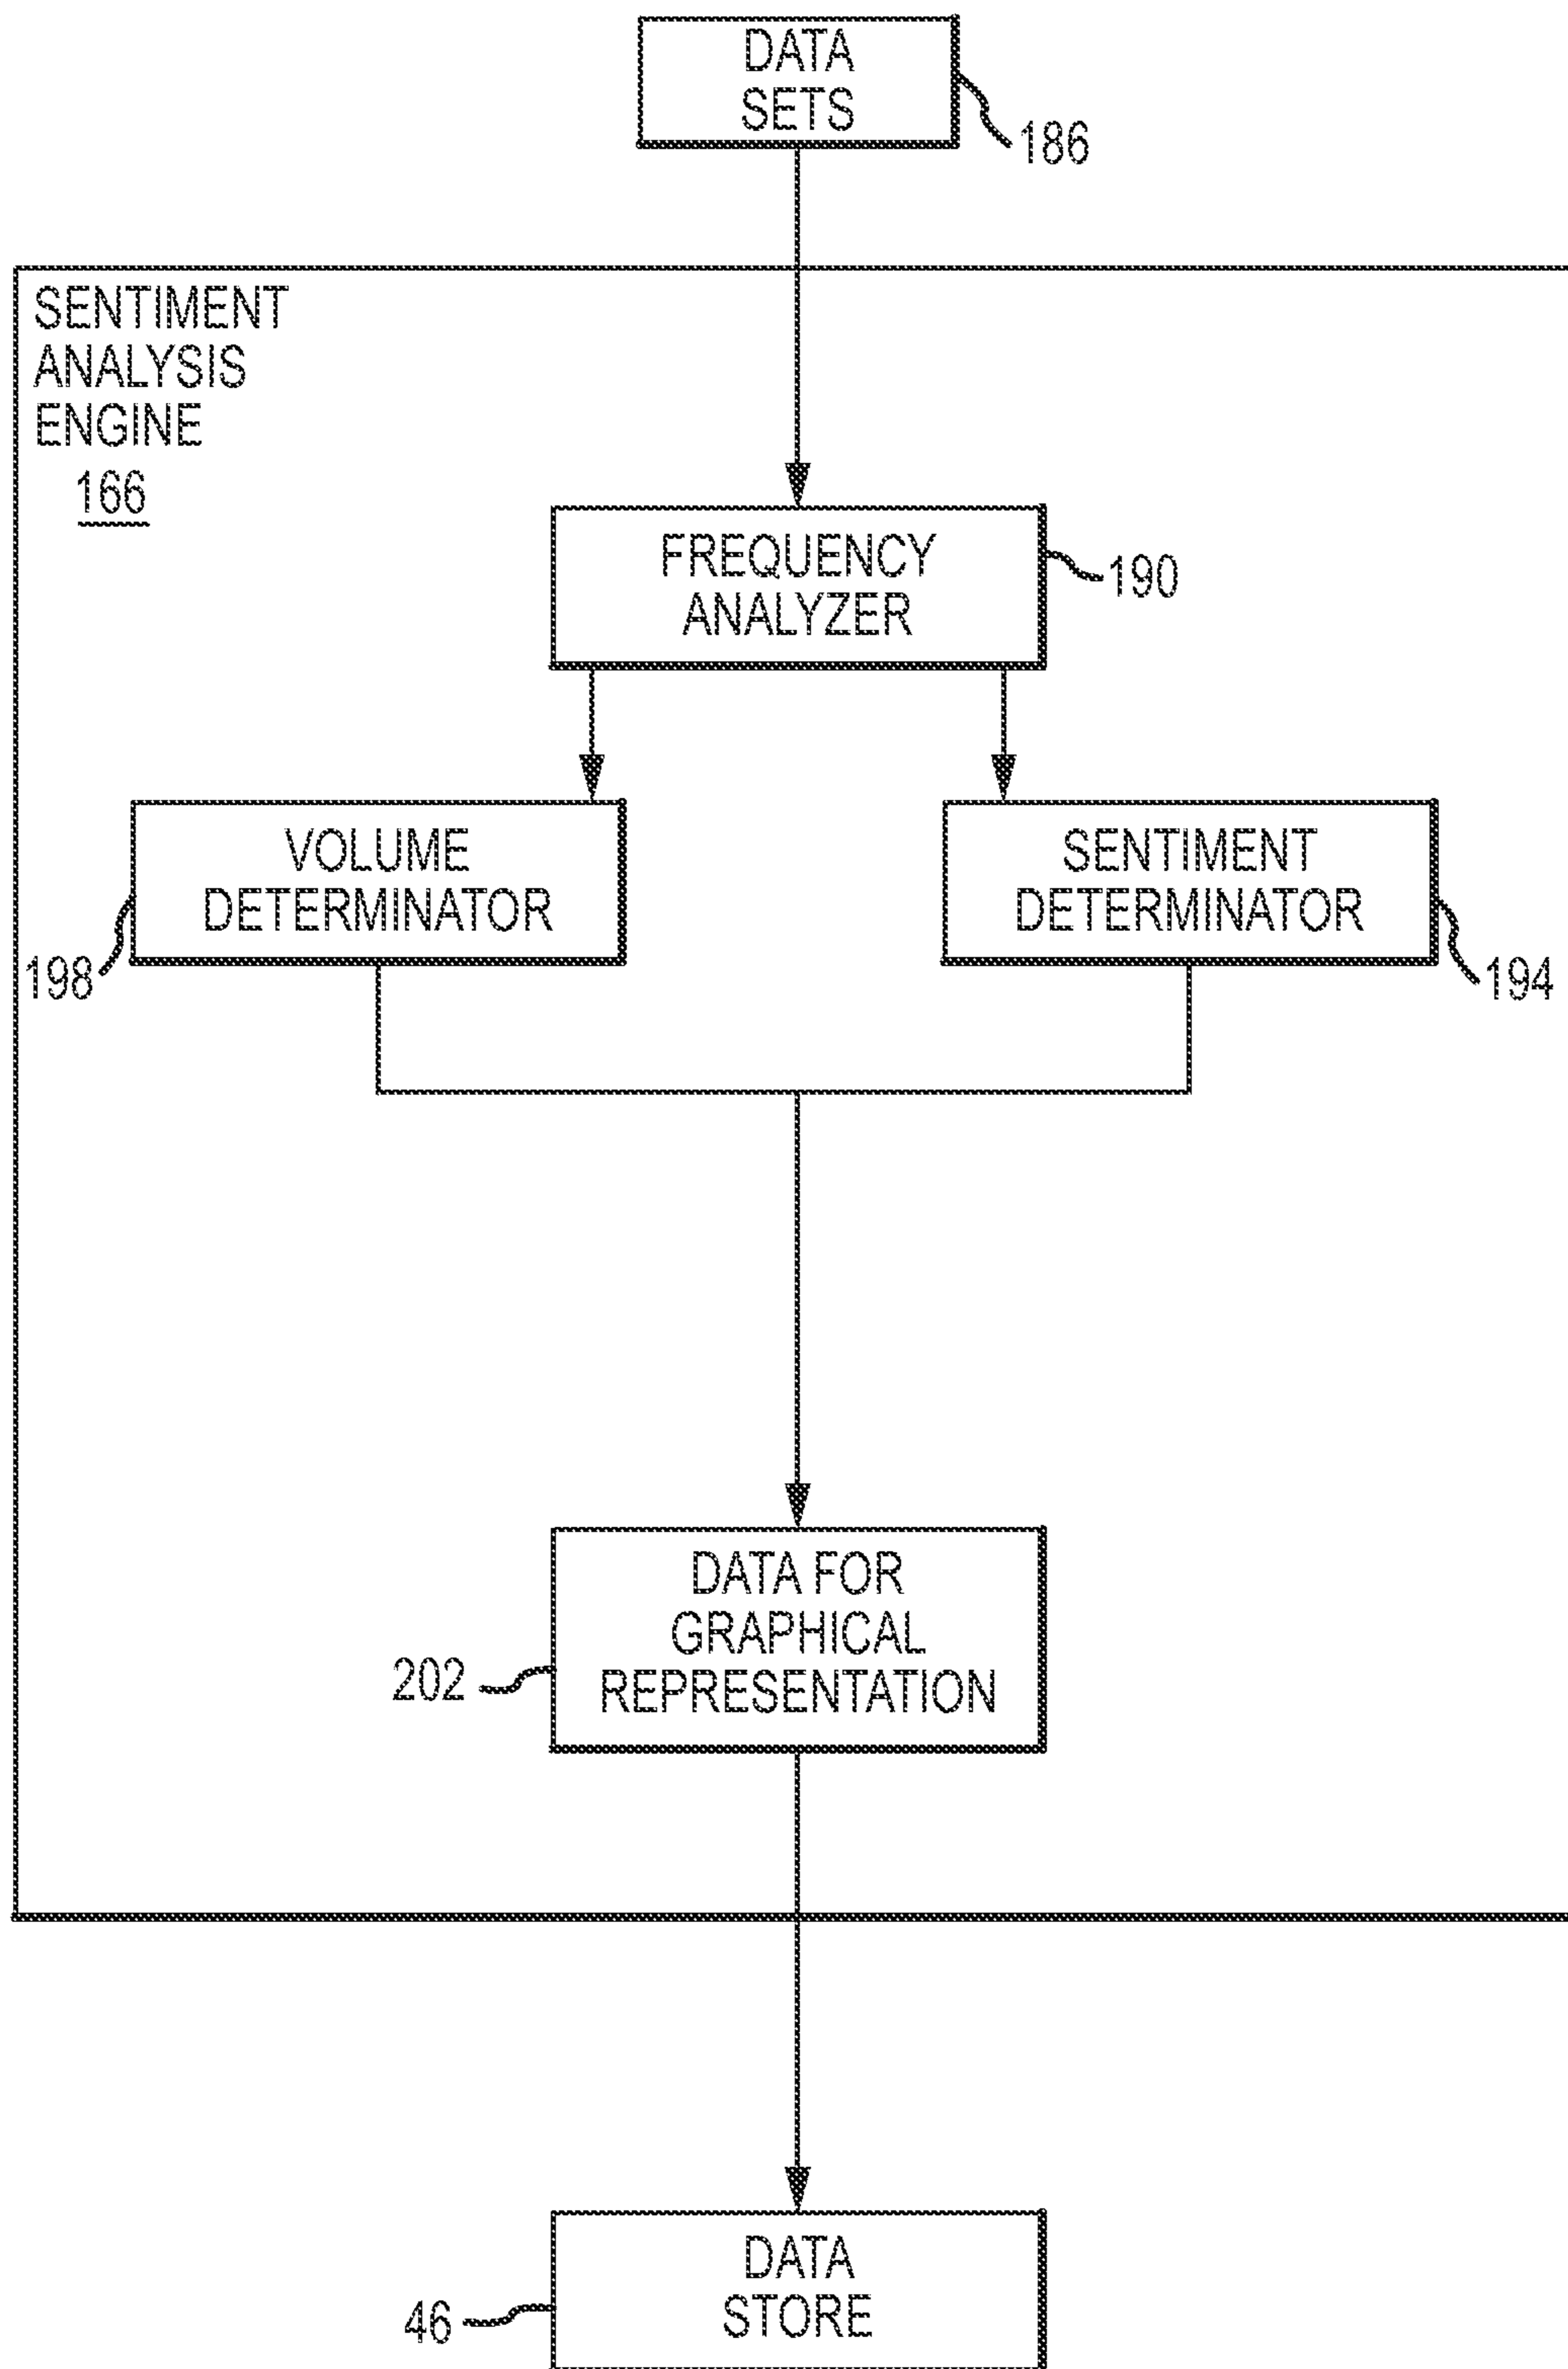 DATA
SETS
186
SENTIMENT
ANALYSIS
ENGINE
166
FREQUENCY
ANALYZER
190
VOLUME
DETERMINATOR
198
SENTIMENT
DETERMINATOR
194
DATA FOR
GRAPHICAL
REPRESENTATION
202
DATA
STORE
46